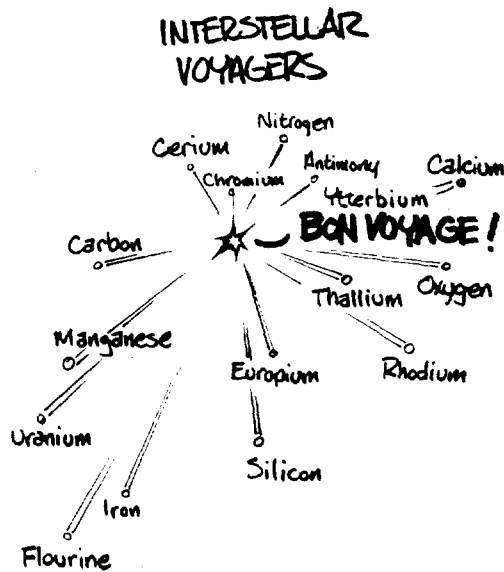 INTERSTELLAR
VOYAGERS
Nitrogen
Cerium
Antimony
Calcium
Chromium
Ytterbium
BON VOYAGE!
Carbon
Thallium
Oxygen
Manganese
Europium
Rhodium
Uranium
Silicon
Iron
Flourine